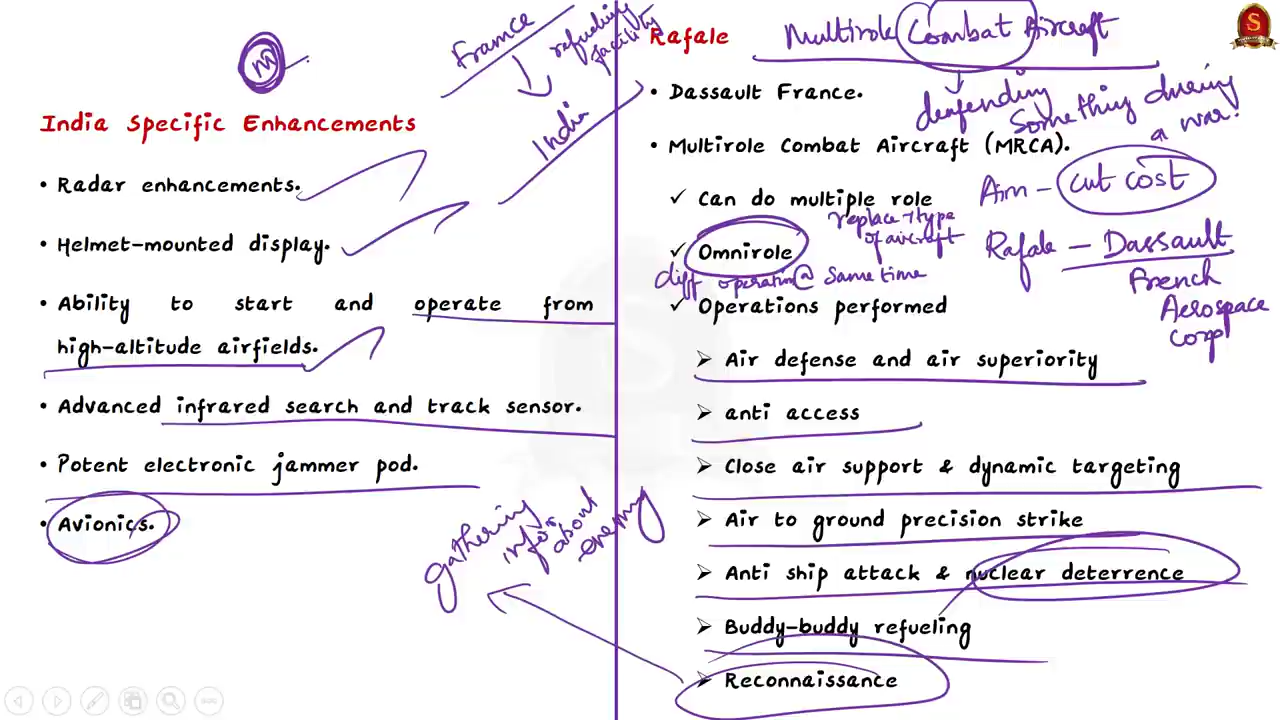 M
India Specific Enhancements
• Radar enhancements.
• Helmet-mounted display.
• Ability to start and operate from
high-altitude airfields.
• Advanced infrared search and track sensor.
• Potent electronic jammer pod.
• Avionics.
France
refueling
facility
India
gathering
infos
about
enemy
Rafale
Multirole Combat Aircraft
• Dassault France.
defending
Something during
a war.
• Multirole Combat Aircraft (MRCA).
Aim - cut cost
✓ Can do multiple role
replace 7 type
of aircraft
✓ Omnirole
Rafale - Dassault
French
Aerospace
Corp
diff operation @ Same time
✓ Operations performed
➢ Air defense and air superiority
➢ anti access
➢ Close air support & dynamic targeting
➢ Air to ground precision strike
➢ Anti ship attack & nuclear deterrence
➢ Buddy-buddy refueling
➢ Reconnaissance
S